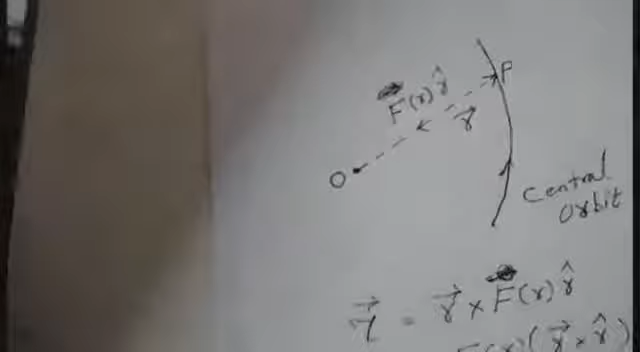 P
F(r) r̂
r⃗
O
Central
Orbit
τ⃗ = r⃗ × F(r) r̂
F(r) (r⃗ × r̂)